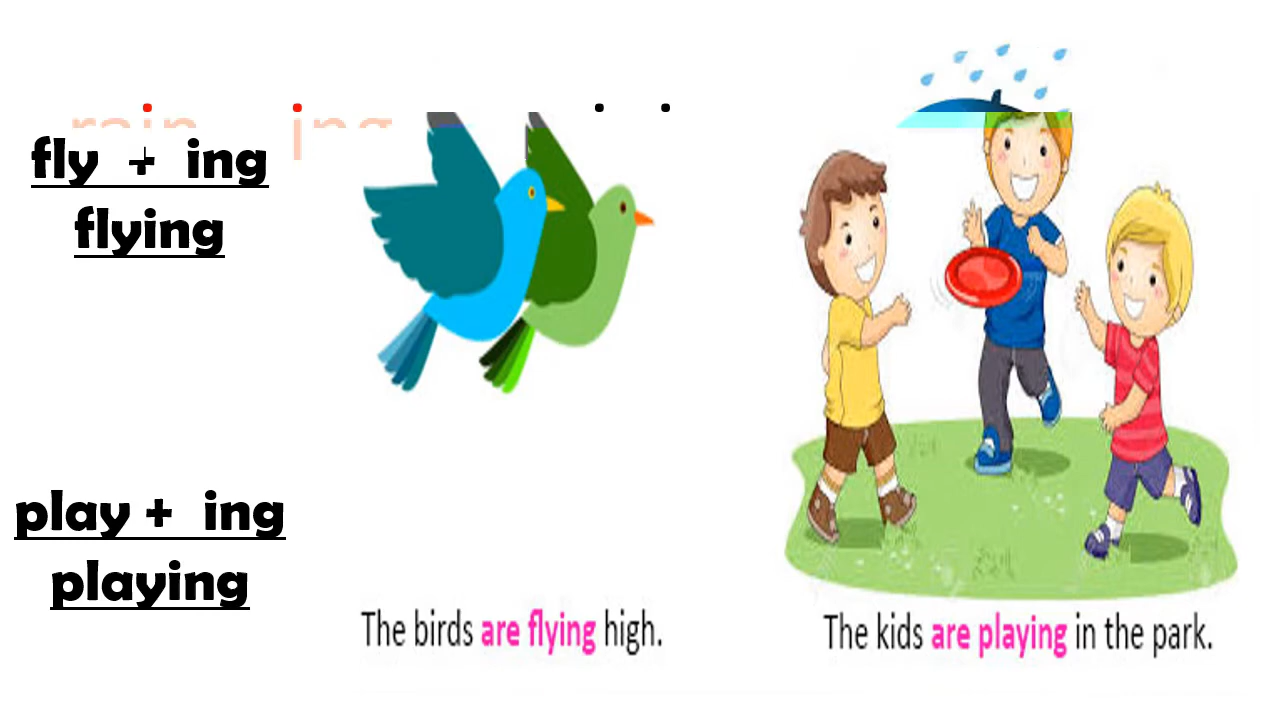 fly + ing
flying
play + ing
playing
The birds are flying high.
The kids are playing in the park.